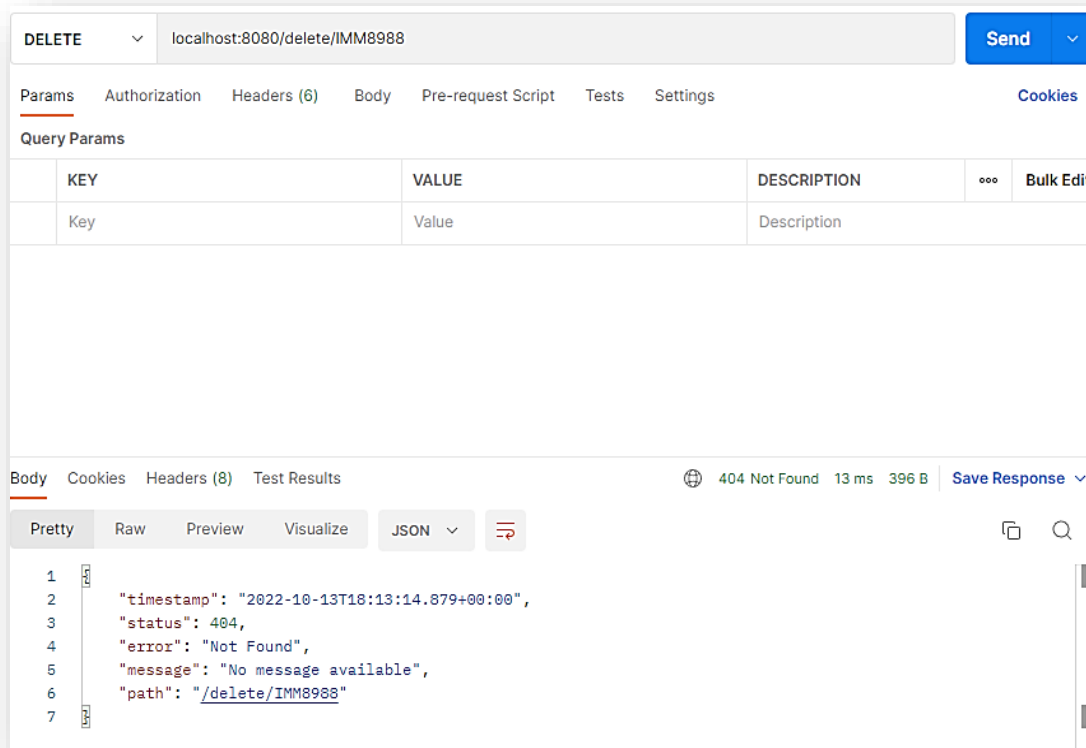 DELETE localhost:8080/delete/IMM8988 Send
Params Authorization Headers (6) Body Pre-request Script Tests Settings Cookies
Query Params
KEY VALUE DESCRIPTION ooo Bulk Edi
Key Value Description
Body Cookies Headers (8) Test Results 404 Not Found 13 ms 396 B Save Response
Pretty Raw Preview Visualize JSON
1 {
2 "timestamp": "2022-10-13T18:13:14.879+00:00",
3 "status": 404,
4 "error": "Not Found",
5 "message": "No message available",
6 "path": "/delete/IMM8988"
7 }